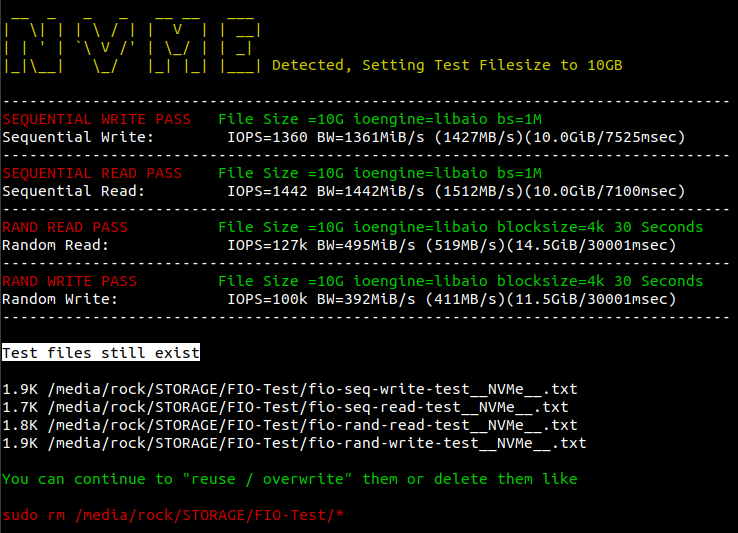 NVME Detected, Setting Test Filesize to 10GB
---------------------------------------------------------------------------------
SEQUENTIAL WRITE PASS   File Size =10G ioengine=libaio bs=1M
Sequential Write:        IOPS=1360 BW=1361MiB/s (1427MB/s)(10.0GiB/7525msec)
---------------------------------------------------------------------------------
SEQUENTIAL READ PASS    File Size =10G ioengine=libaio bs=1M
Sequential Read:         IOPS=1442 BW=1442MiB/s (1512MB/s)(10.0GiB/7100msec)
---------------------------------------------------------------------------------
RAND READ PASS          File Size =10G ioengine=libaio blocksize=4k 30 Seconds
Random Read:             IOPS=127k BW=495MiB/s (519MB/s)(14.5GiB/30001msec)
---------------------------------------------------------------------------------
RAND WRITE PASS         File Size =10G ioengine=libaio blocksize=4k 30 Seconds
Random Write:            IOPS=100k BW=392MiB/s (411MB/s)(11.5GiB/30001msec)
---------------------------------------------------------------------------------
Test files still exist
1.9K /media/rock/STORAGE/FIO-Test/fio-seq-write-test__NVMe__.txt
1.7K /media/rock/STORAGE/FIO-Test/fio-seq-read-test__NVMe__.txt
1.8K /media/rock/STORAGE/FIO-Test/fio-rand-read-test__NVMe__.txt
1.9K /media/rock/STORAGE/FIO-Test/fio-rand-write-test__NVMe__.txt
You can continue to "reuse / overwrite" them or delete them like
sudo rm /media/rock/STORAGE/FIO-Test/*